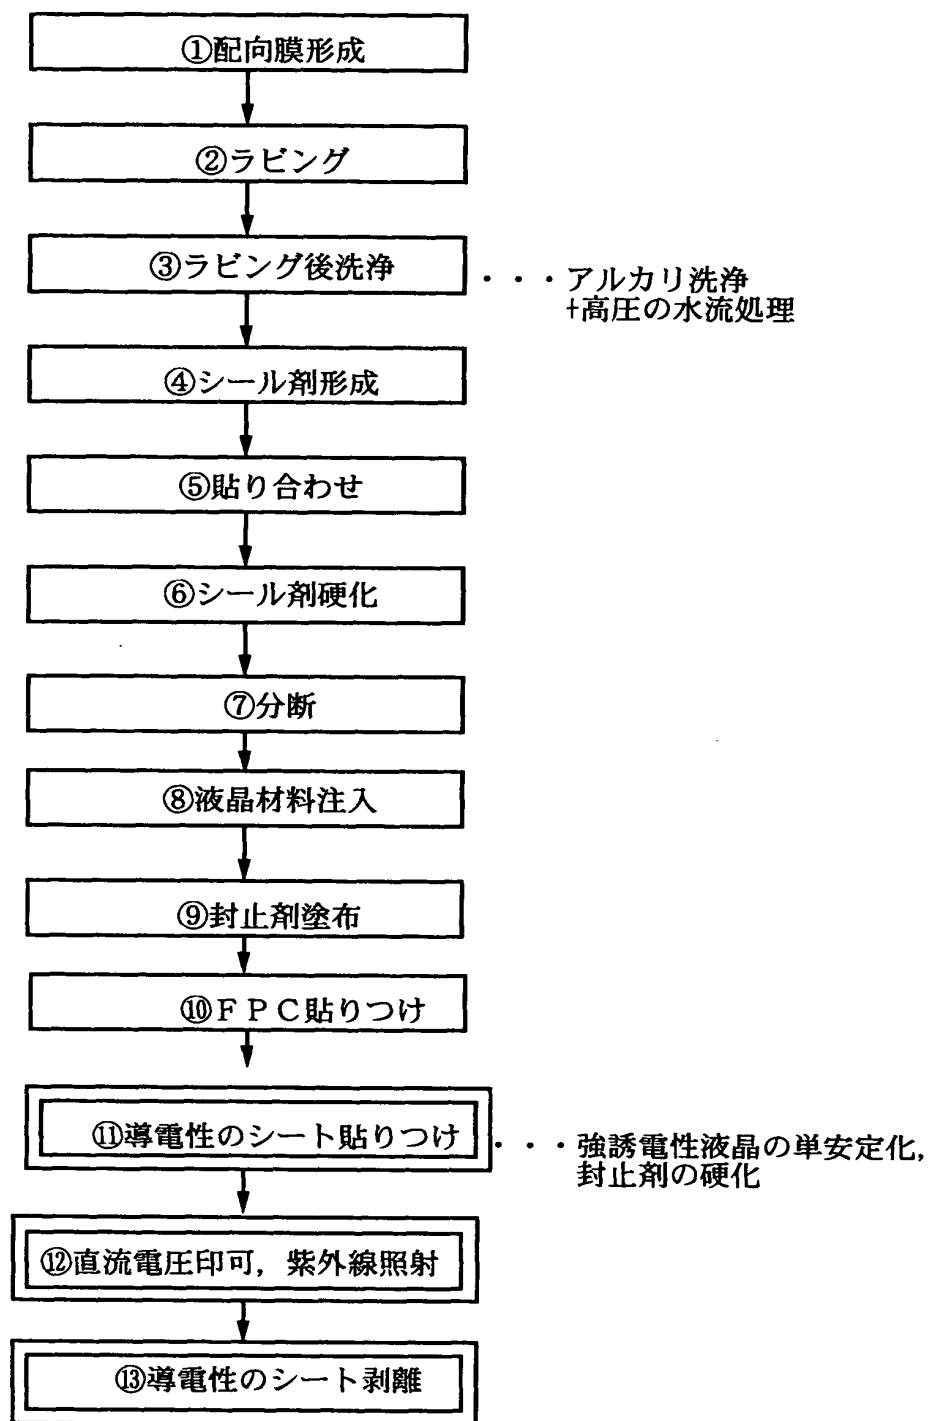 ①配向膜形成
②ラビング
③ラビング後洗浄
・・・アルカリ洗浄
+高圧の水流処理
④シール剤形成
⑤貼り合わせ
⑥シール剤硬化
⑦分断
⑧液晶材料注入
⑨封止剤塗布
⑩ＦＰＣ貼りつけ
⑪導電性のシート貼りつけ
・・・強誘電性液晶の単安定化，
封止剤の硬化
⑫直流電圧印可，紫外線照射
⑬導電性のシート剥離